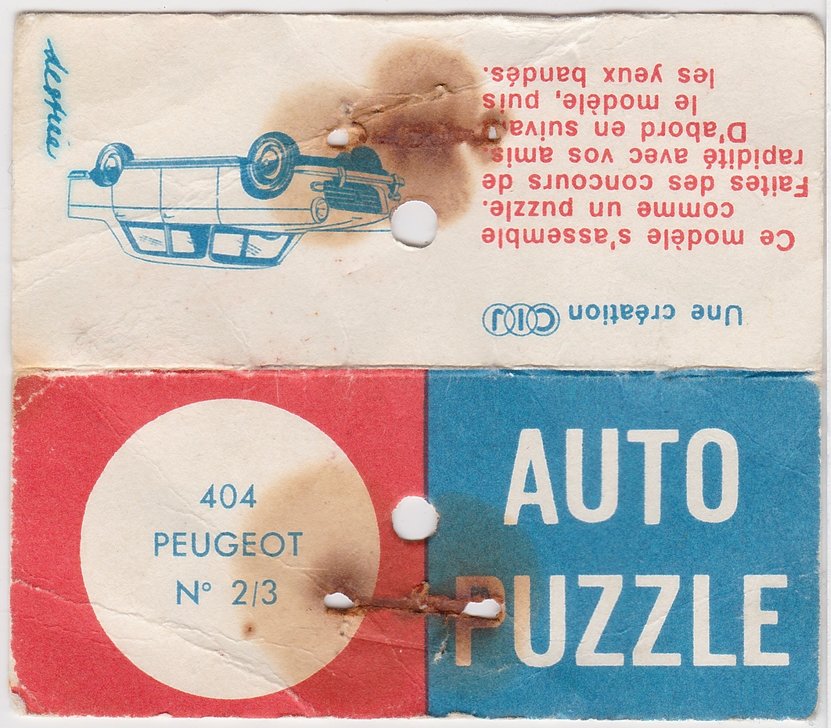 Une création CIJ
Ce modèle s'assemble
comme un puzzle.
Faites des concours de
rapidité avec vos amis.
D'abord en suivant
le modèle, puis
les yeux bandés.
404
PEUGEOT
N° 2/3
AUTO
PUZZLE